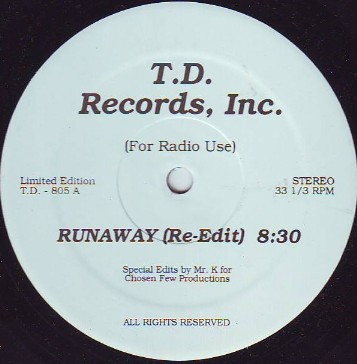 T.D.
Records, Inc.
(For Radio Use)
Limited Edition
T.D. - 805 A
STEREO
33 1/3 RPM
RUNAWAY (Re-Edit) 8:30
Special Edits by Mr. K for
Chosen Few Productions
ALL RIGHTS RESERVED